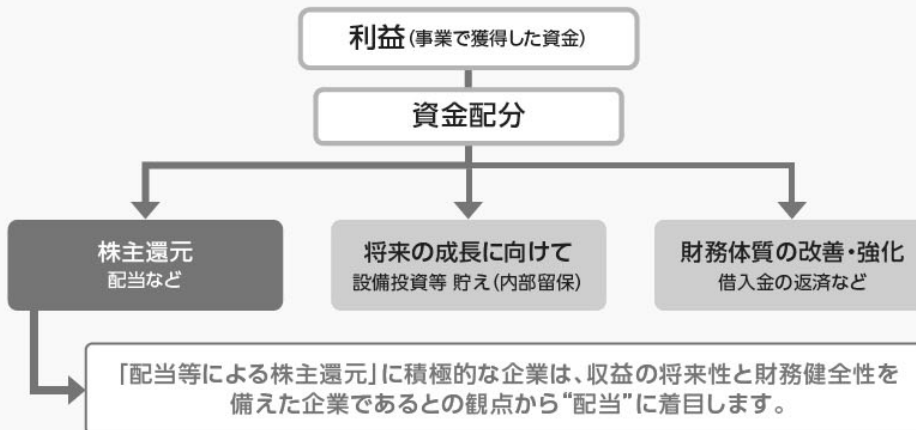 利益(事業で獲得した資金)
資金配分
株主還元
配当など
将来の成長に向けて
設備投資等 貯え(内部留保)
財務体質の改善・強化
借入金の返済など
「配当等による株主還元」に積極的な企業は、収益の将来性と財務健全性を
備えた企業であるとの観点から“配当”に着目します。